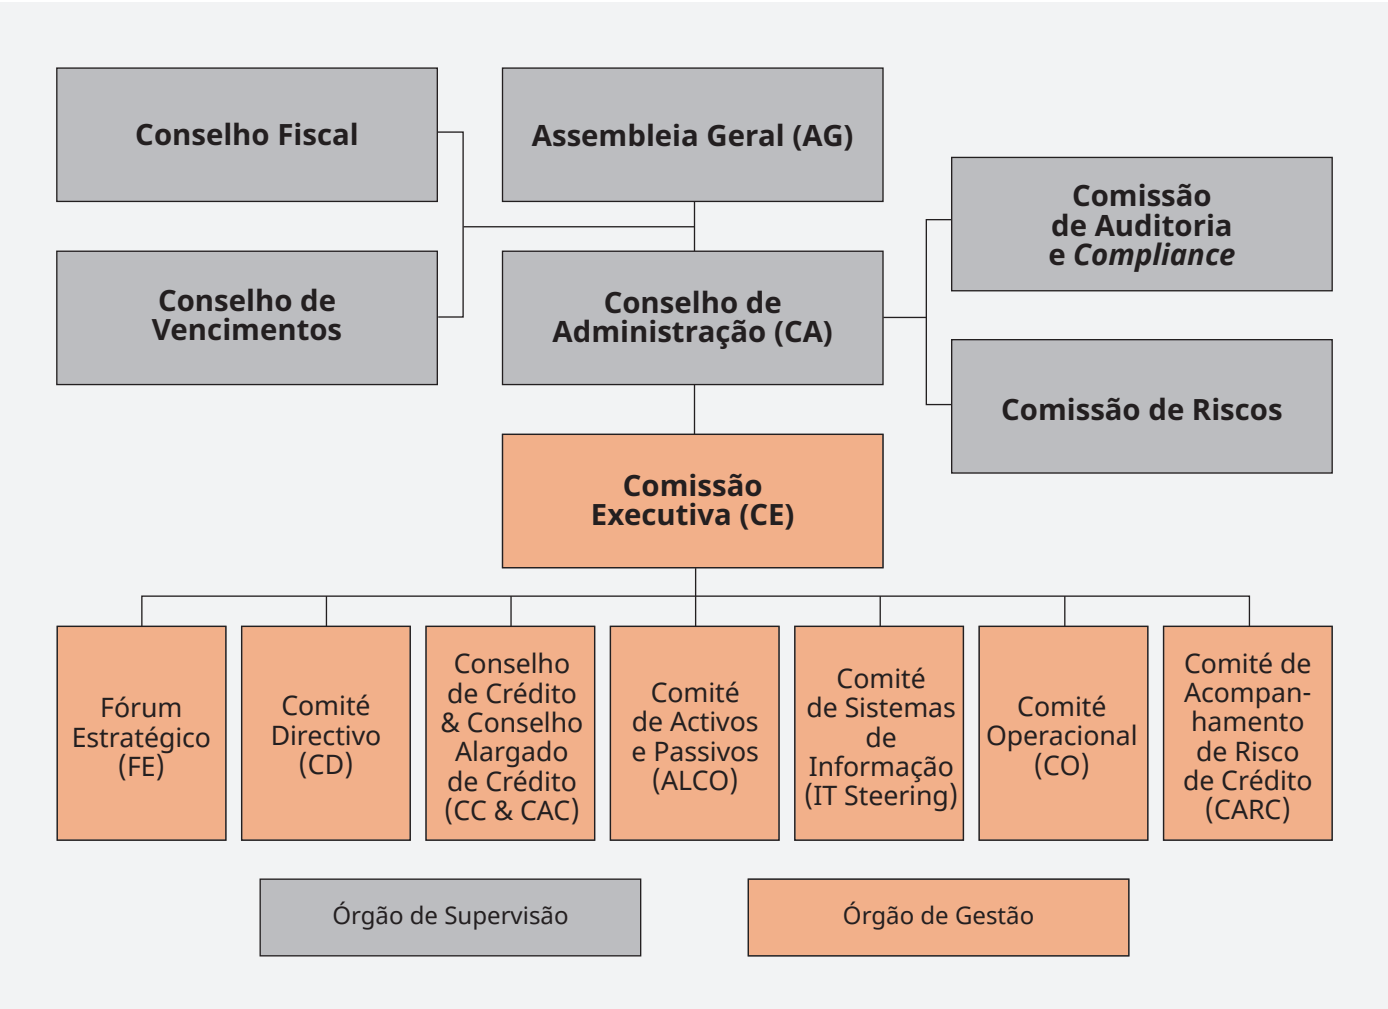 Conselho Fiscal
Assembleia Geral (AG)
Comissão
de Auditoria
e Compliance
Conselho de
Vencimentos
Conselho de
Administração (CA)
Comissão de Riscos
Comissão
Executiva (CE)
Fórum
Estratégico
(FE)
Comité
Directivo
(CD)
Conselho
de Crédito
& Conselho
Alargado
de Crédito
(CC & CAC)
Comité
de Activos
e Passivos
(ALCO)
Comité
de Sistemas
de
Informação
(IT Steering)
Comité
Operacional
(CO)
Comité de
Acompan-
hamento
de Risco
de Crédito
(CARC)
Órgão de Supervisão
Órgão de Gestão